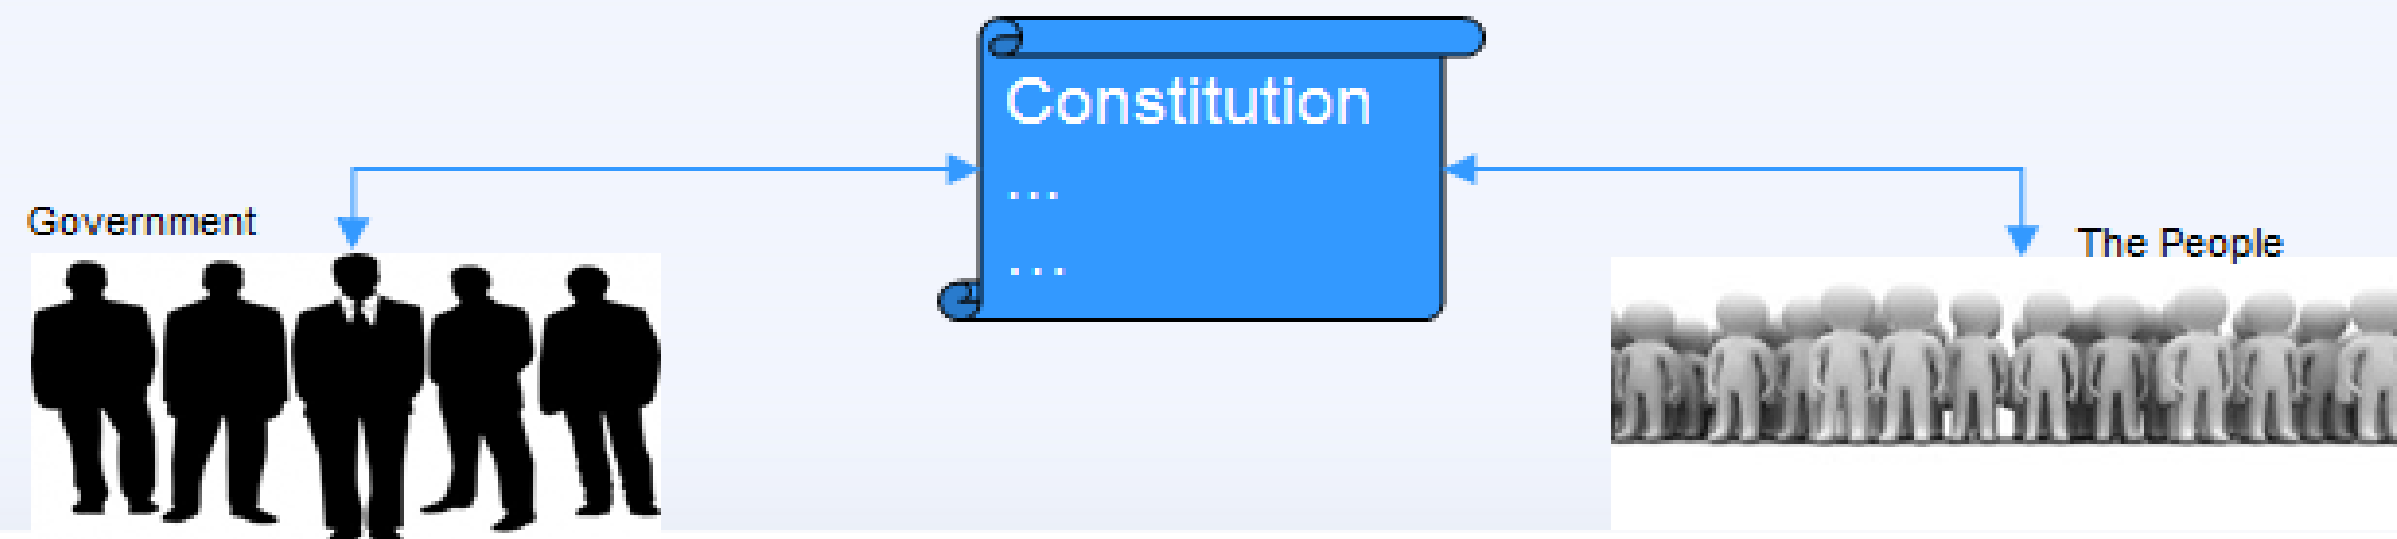 Constitution
...
...
Government
The People